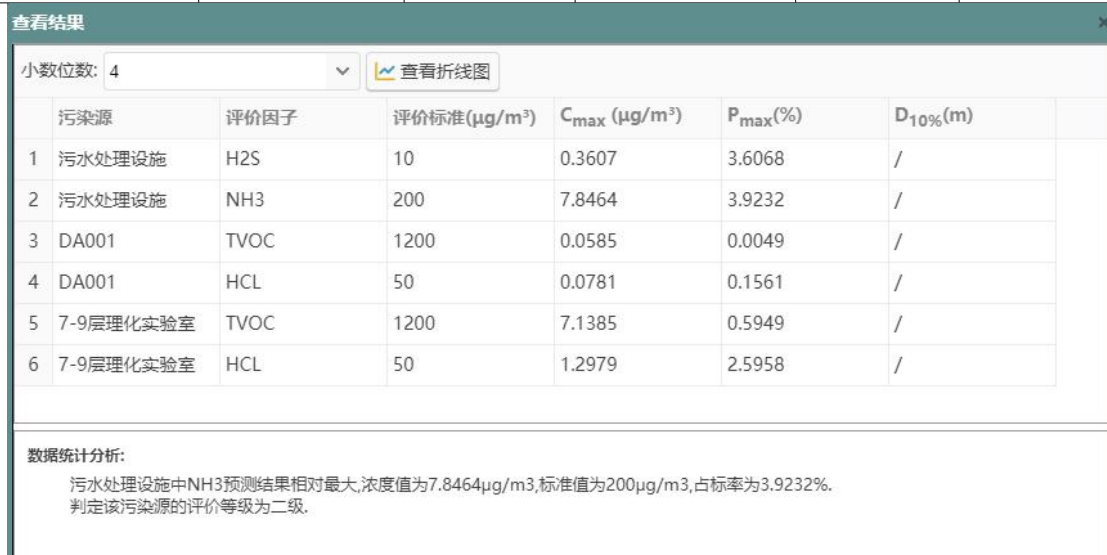 查看结果
小数位数: 4 查看折线图
污染源 评价因子 评价标准(μg/m³) Cmax (μg/m³) Pmax(%) D10%(m)
1 污水处理设施 H2S 10 0.3607 3.6068 /
2 污水处理设施 NH3 200 7.8464 3.9232 /
3 DA001 TVOC 1200 0.0585 0.0049 /
4 DA001 HCL 50 0.0781 0.1561 /
5 7-9层理化实验室 TVOC 1200 7.1385 0.5949 /
6 7-9层理化实验室 HCL 50 1.2979 2.5958 /
数据统计分析:
污水处理设施中NH3预测结果相对最大,浓度值为7.8464μg/m3,标准值为200μg/m3,占标率为3.9232%.
判定该污染源的评价等级为二级.